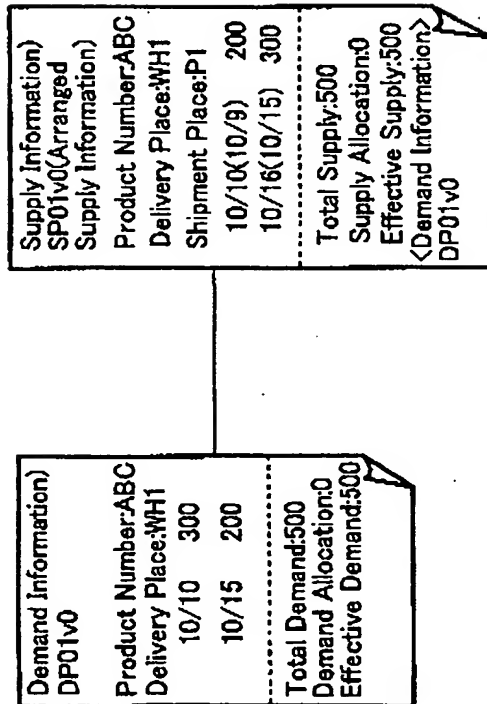 Demand Information)
DP01v0
Product Number:ABC
Delivery Place:WH1
10/10 300
10/15 200
Total Demand:500
Demand Allocation:0
Effective Demand:500
Supply Information)
SP01v0(Arranged
Supply Information)
Product Number:ABC
Delivery Place:WH1
Shipment Place:P1
10/10(10/9) 200
10/16(10/15) 300
Total Supply:500
Supply Allocation:0
Effective Supply:500
<Demand Information>
DP01v0